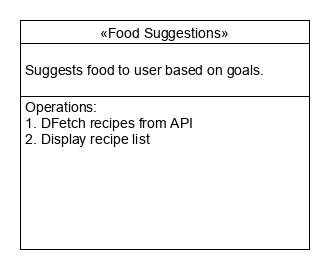 «Food Suggestions»
Suggests food to user based on goals.
Operations:
1. DFetch recipes from API
2. Display recipe list